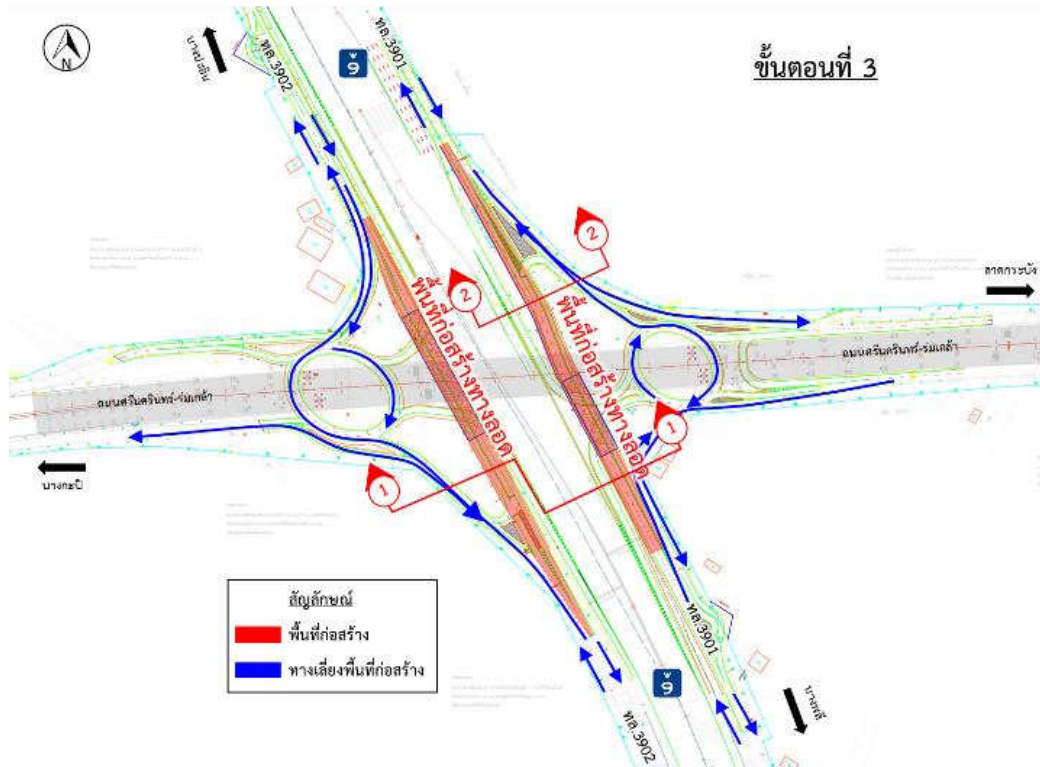 N
บางปะอิน
ทล.3902
พ
9
ทล.3901
ขั้นตอนที่ 3
2
2
พื้นที่ก่อสร้างทางลอด
พื้นที่ก่อสร้างทางลอด
ลาดกระบัง
ถนนศรีนครินทร์-ร่มเกล้า
ถนนศรีนครินทร์-ร่มเกล้า
บางกะปิ
1
1
สัญลักษณ์
พื้นที่ก่อสร้าง
ทางเลี่ยงพื้นที่ก่อสร้าง
พ
9
ทล.3901
บางพลี
ทล.3902